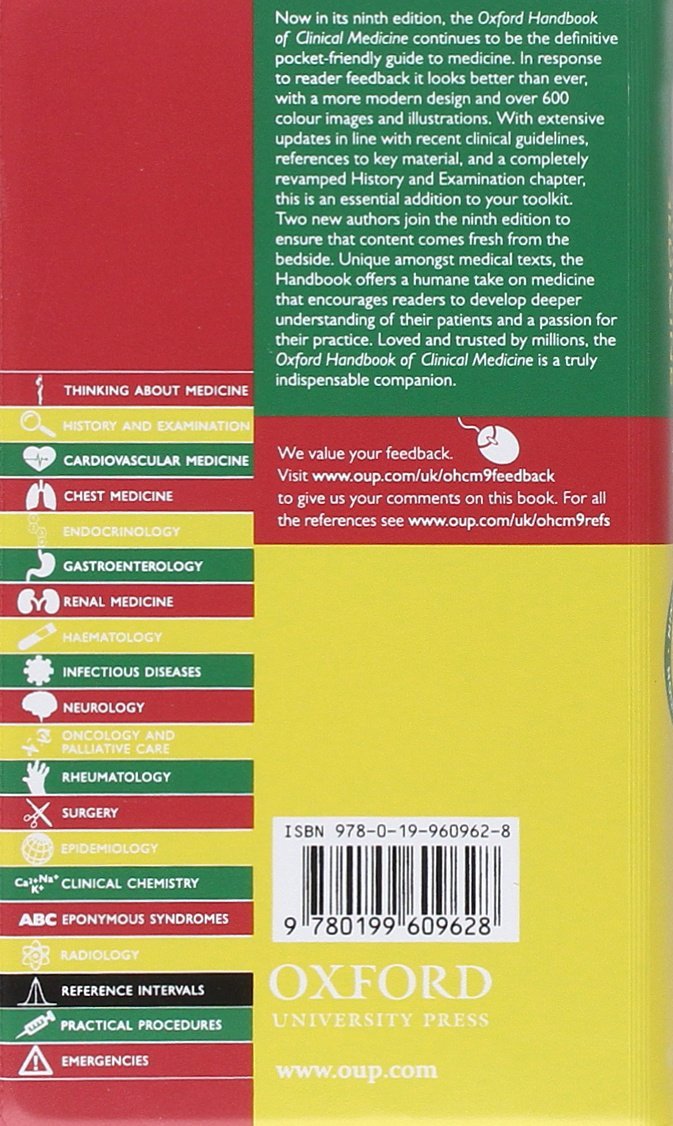 Now in its ninth edition, the Oxford Handbook
of Clinical Medicine continues to be the definitive
pocket-friendly guide to medicine. In response
to reader feedback it looks better than ever,
with a more modern design and over 600
colour images and illustrations. With extensive
updates in line with recent clinical guidelines,
references to key material, and a completely
revamped History and Examination chapter,
this is an essential addition to your toolkit.
Two new authors join the ninth edition to
ensure that content comes fresh from the
bedside. Unique amongst medical texts, the
Handbook offers a humane take on medicine
that encourages readers to develop deeper
understanding of their patients and a passion for
their practice. Loved and trusted by millions, the
Oxford Handbook of Clinical Medicine is a truly
indispensable companion.
We value your feedback.
Visit www.oup.com/uk/ohcm9feedback
to give us your comments on this book. For all
the references see www.oup.com/uk/ohcm9refs
THINKING ABOUT MEDICINE
HISTORY AND EXAMINATION
CARDIOVASCULAR MEDICINE
CHEST MEDICINE
ENDOCRINOLOGY
GASTROENTEROLOGY
RENAL MEDICINE
HAEMATOLOGY
INFECTIOUS DISEASES
NEUROLOGY
ONCOLOGY AND
PALLIATIVE CARE
RHEUMATOLOGY
SURGERY
EPIDEMIOLOGY
Ca²⁺Na⁺ K⁺ CLINICAL CHEMISTRY
ABC EPONYMOUS SYNDROMES
RADIOLOGY
REFERENCE INTERVALS
PRACTICAL PROCEDURES
EMERGENCIES
ISBN 978-0-19-960962-8
9 780199 609628
OXFORD
UNIVERSITY PRESS
www.oup.com